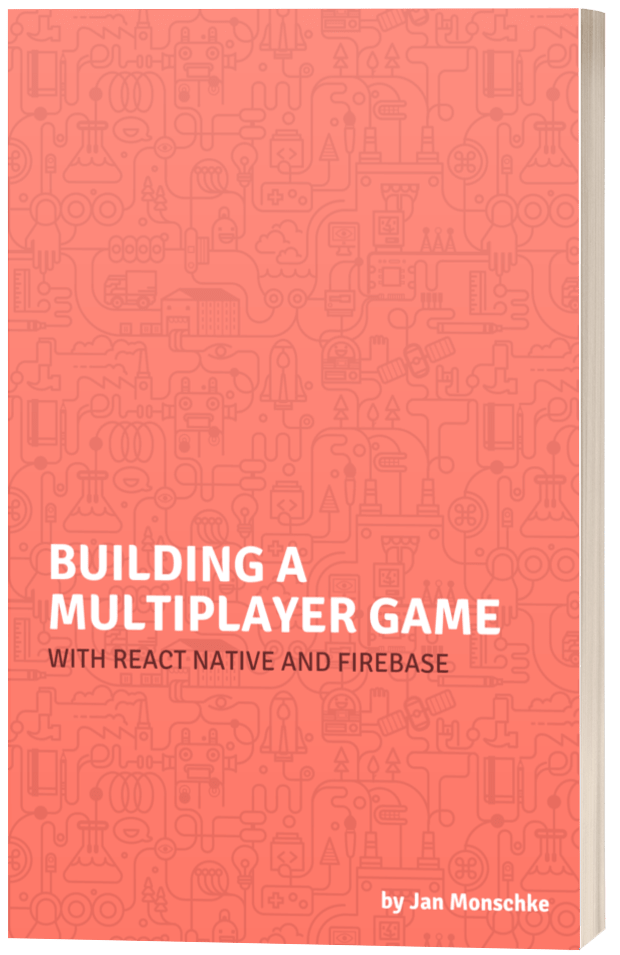 BUILDING A
MULTIPLAYER GAME
WITH REACT NATIVE AND FIREBASE
by Jan Monschke